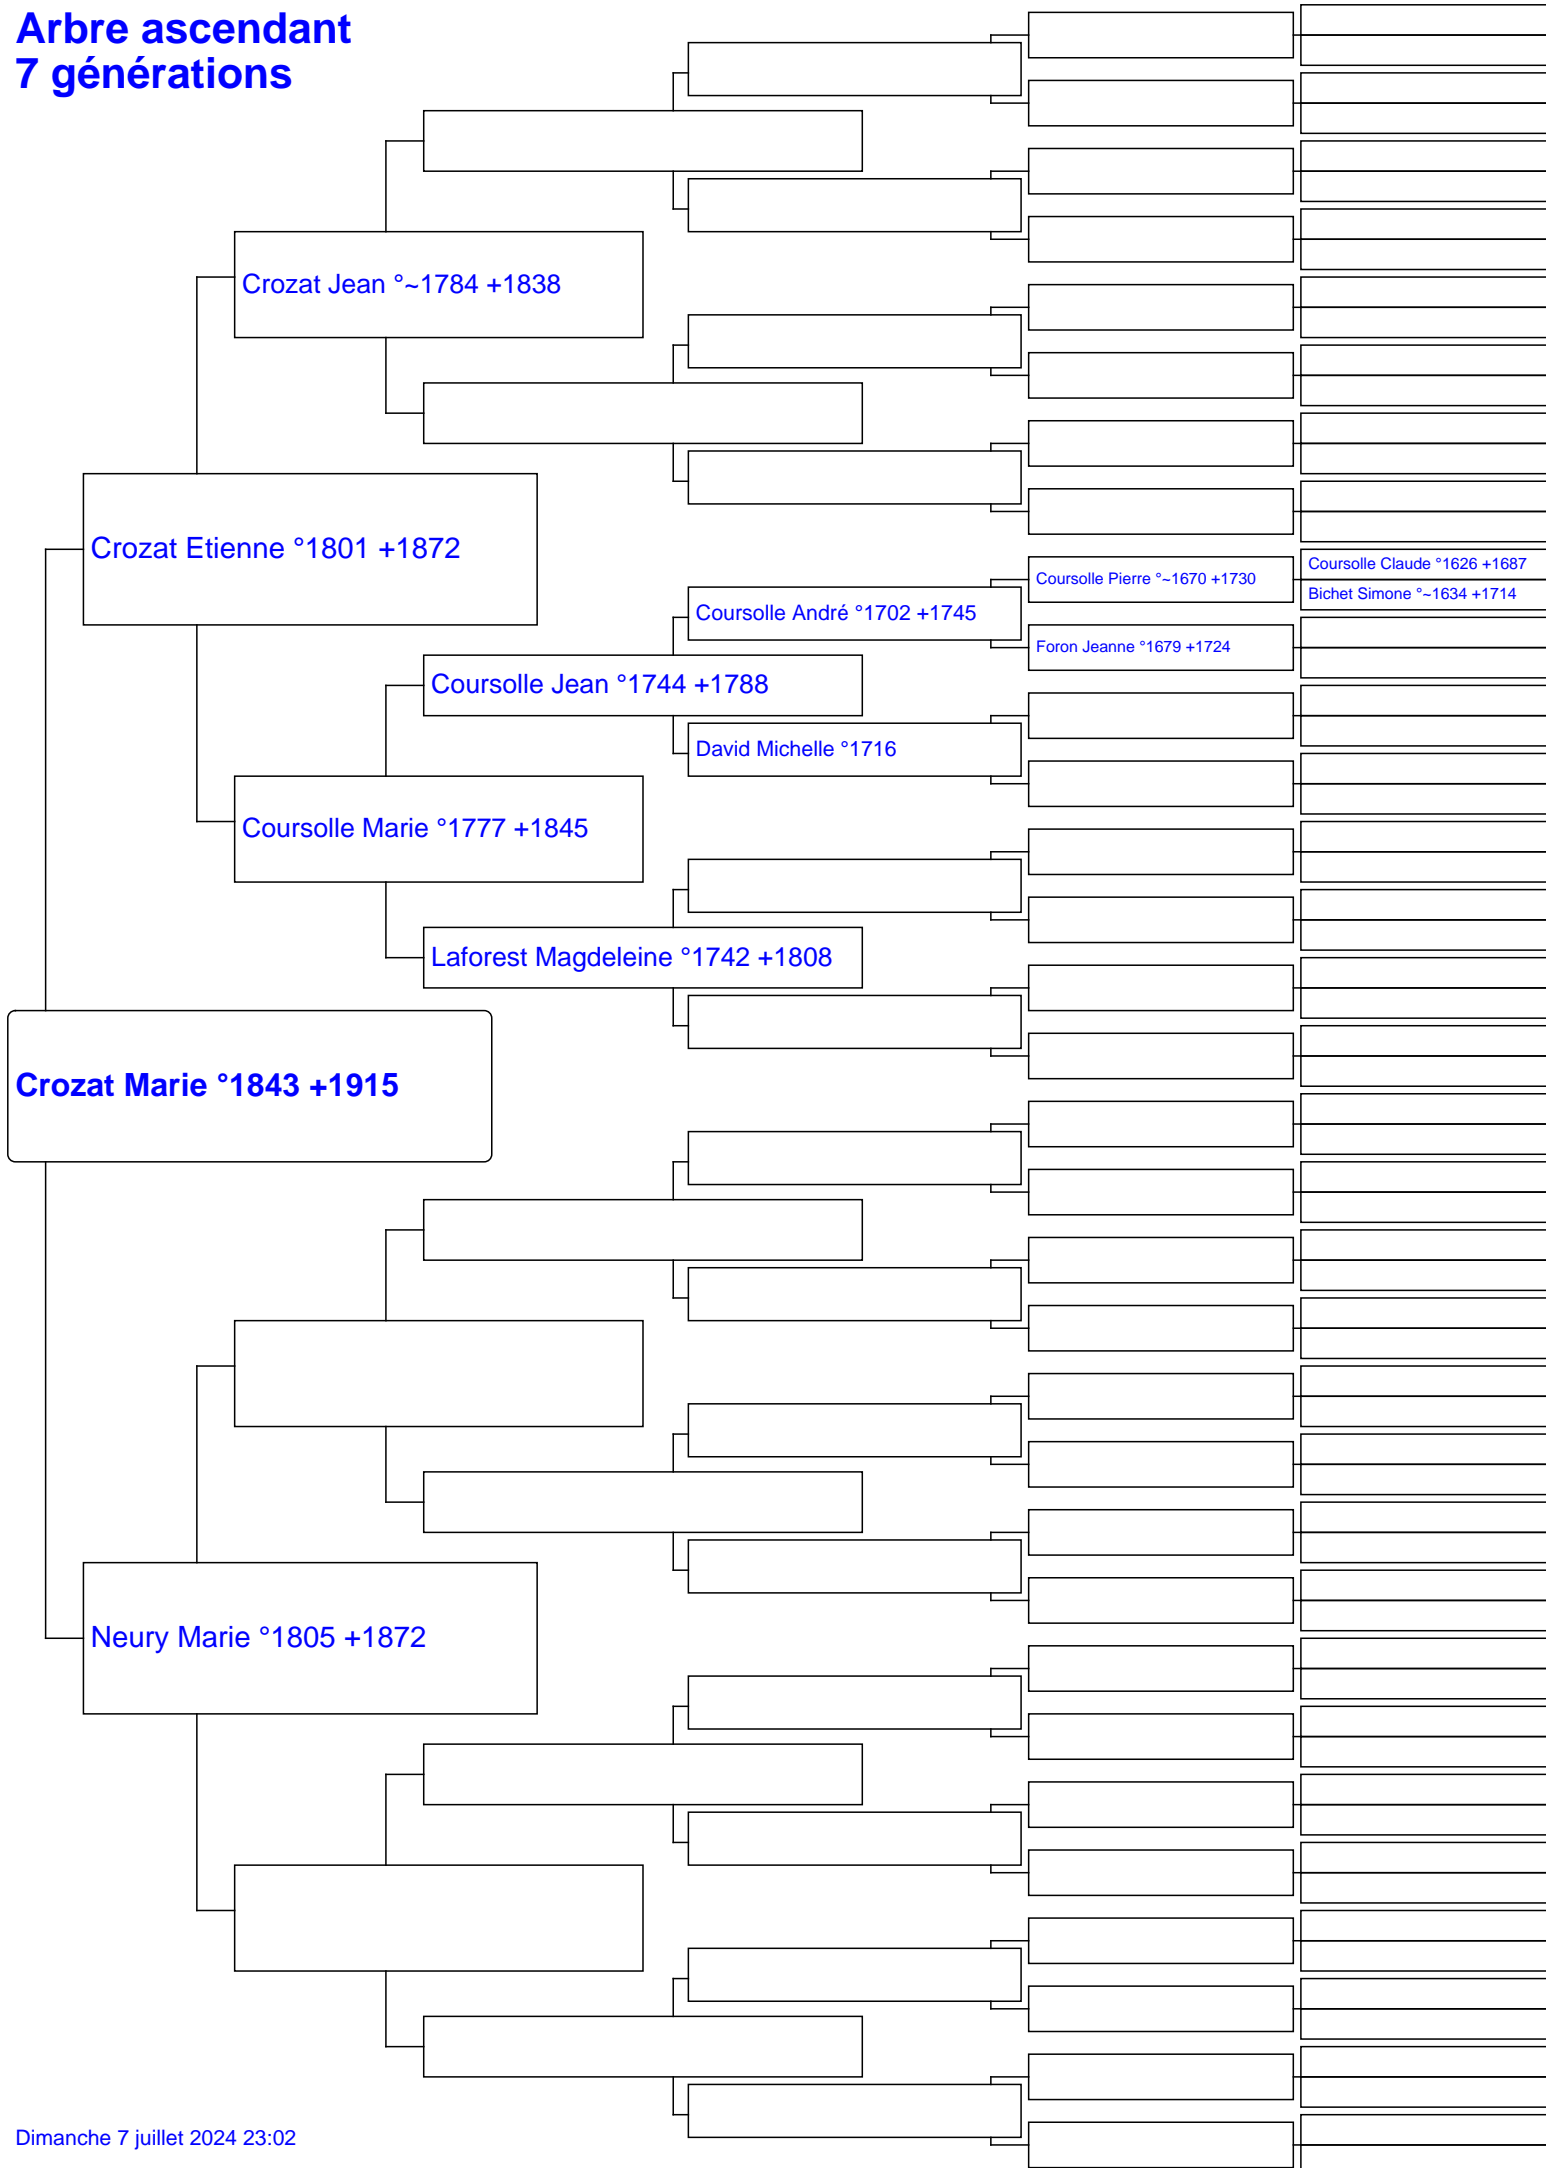 Arbre ascendant
7 générations
Crozat Jean °~1784 +1838
Crozat Etienne °1801 +1872
Coursolle Claude °1626 +1687
Coursolle Pierre °~1670 +1730
Bichet Simone °~1634 +1714
Coursolle André °1702 +1745
Foron Jeanne °1679 +1724
Coursolle Jean °1744 +1788
David Michelle °1716
Coursolle Marie °1777 +1845
Laforest Magdeleine °1742 +1808
Crozat Marie °1843 +1915
Neury Marie °1805 +1872
Dimanche 7 juillet 2024 23:02